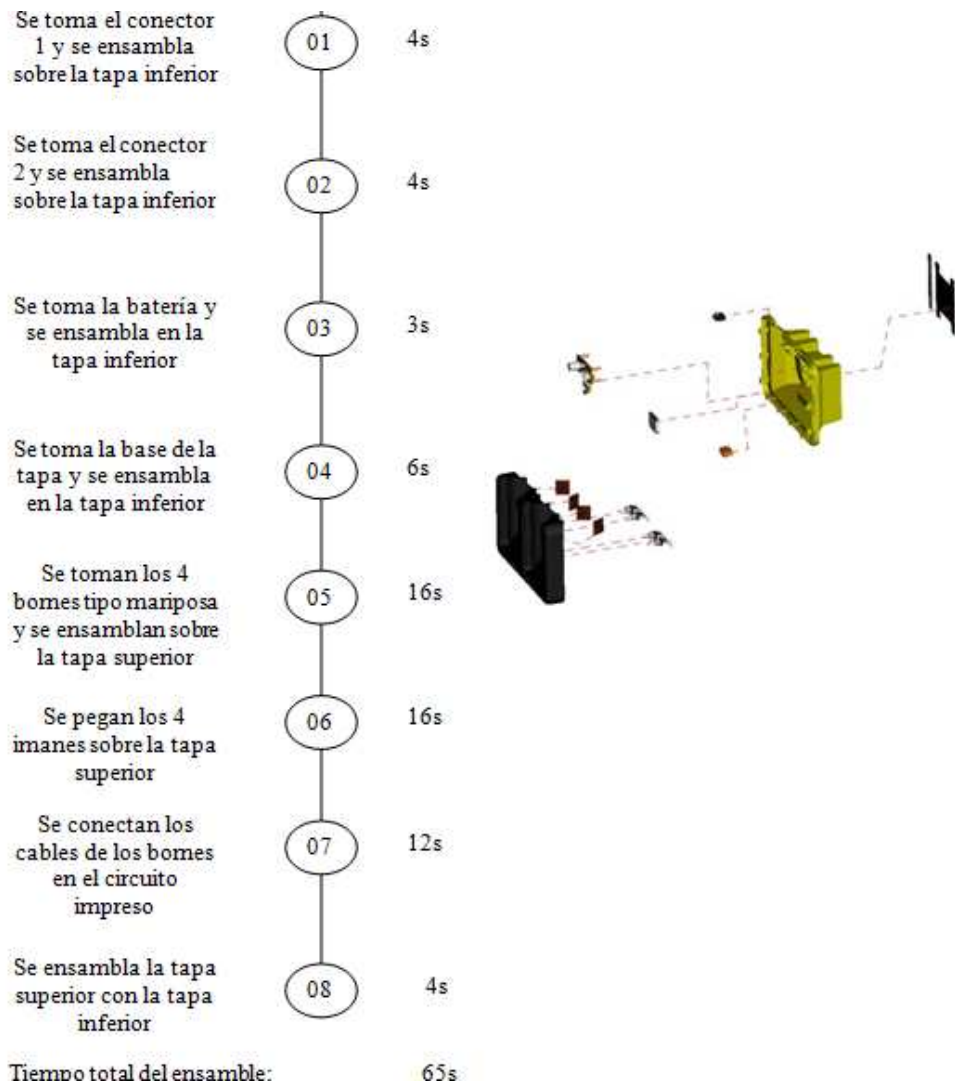 Se toma el conector
1 y se ensambla
sobre la tapa inferior
01
4s
Se toma el conector
2 y se ensambla
sobre la tapa inferior
02
4s
Se toma la batería y
se ensambla en la
tapa inferior
03
3s
Se toma la base de la
tapa y se ensambla
en la tapa inferior
04
6s
Se toman los 4
bornes tipo mariposa
y se ensamblan sobre
la tapa superior
05
16s
Se pegan los 4
imanes sobre la tapa
superior
06
16s
Se conectan los
cables de los bornes
en el circuito
impreso
07
12s
Se ensambla la tapa
superior con la tapa
inferior
08
4s
Tiempo total del ensamble:
65s